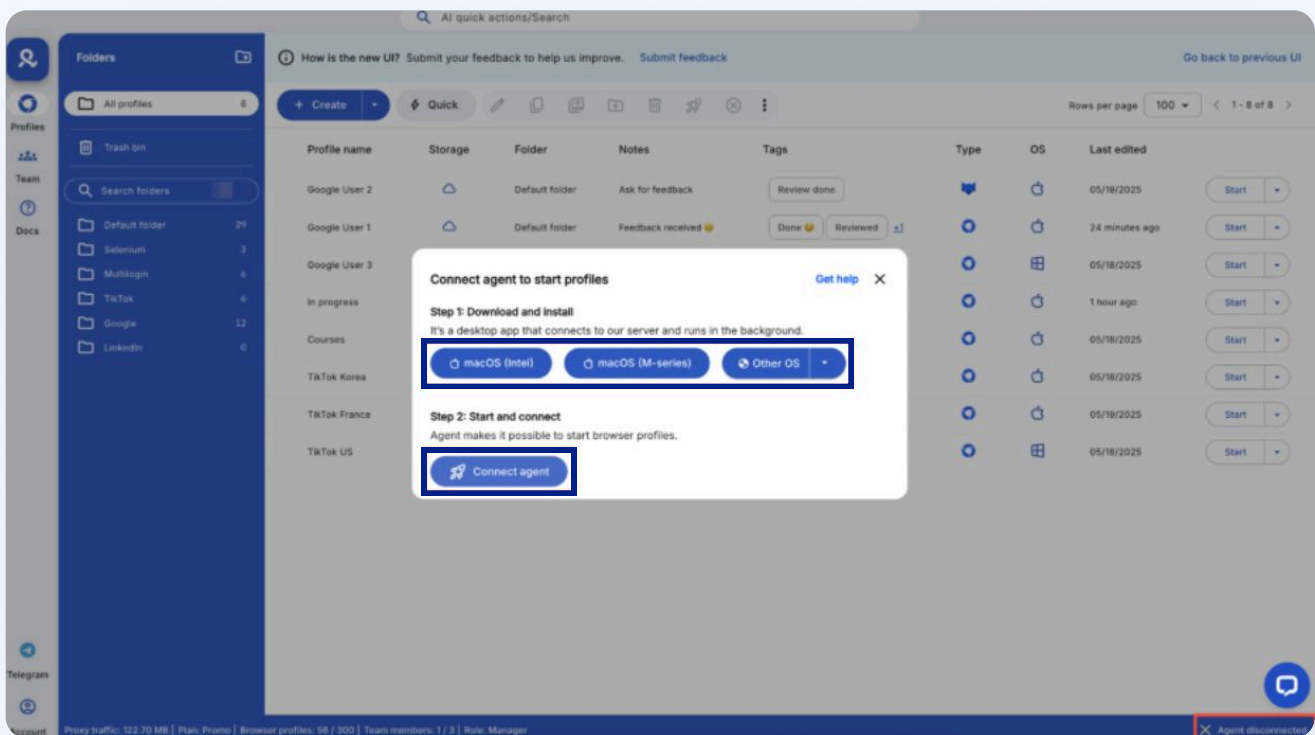 AI quick actions/Search
Folders
How is the new UI? Submit your feedback to help us improve. Submit feedback
Go back to previous UI
All profiles 8
+ Create
Quick
Rows per page 100 1 - 8 of 8
Profiles
Trash bin
Team
Search folders
Docs
Default folder 29
Selenium 3
Multilogin 6
TikTok 6
Google 12
LinkedIn 0
Profile name Storage Folder Notes Tags Type OS Last edited
Google User 2 Default folder Ask for feedback Review done 05/19/2025 Start
Google User 1 Default folder Feedback received Done Reviewed +1 24 minutes ago Start
Google User 3 05/18/2025 Start
In progress 1 hour ago Start
Courses 05/18/2025 Start
TikTok Korea 05/18/2025 Start
TikTok France 05/19/2025 Start
TikTok US 05/18/2025 Start
Connect agent to start profiles Get help
Step 1: Download and install
It's a desktop app that connects to our server and runs in the background.
macOS (Intel) macOS (M-series) Other OS
Step 2: Start and connect
Agent makes it possible to start browser profiles.
Connect agent
Telegram
Account
Proxy traffic: 122.70 MB | Plan: Promo | Browser profiles: 56 / 300 | Team members: 1 / 3 | Role: Manager
Agent disconnected